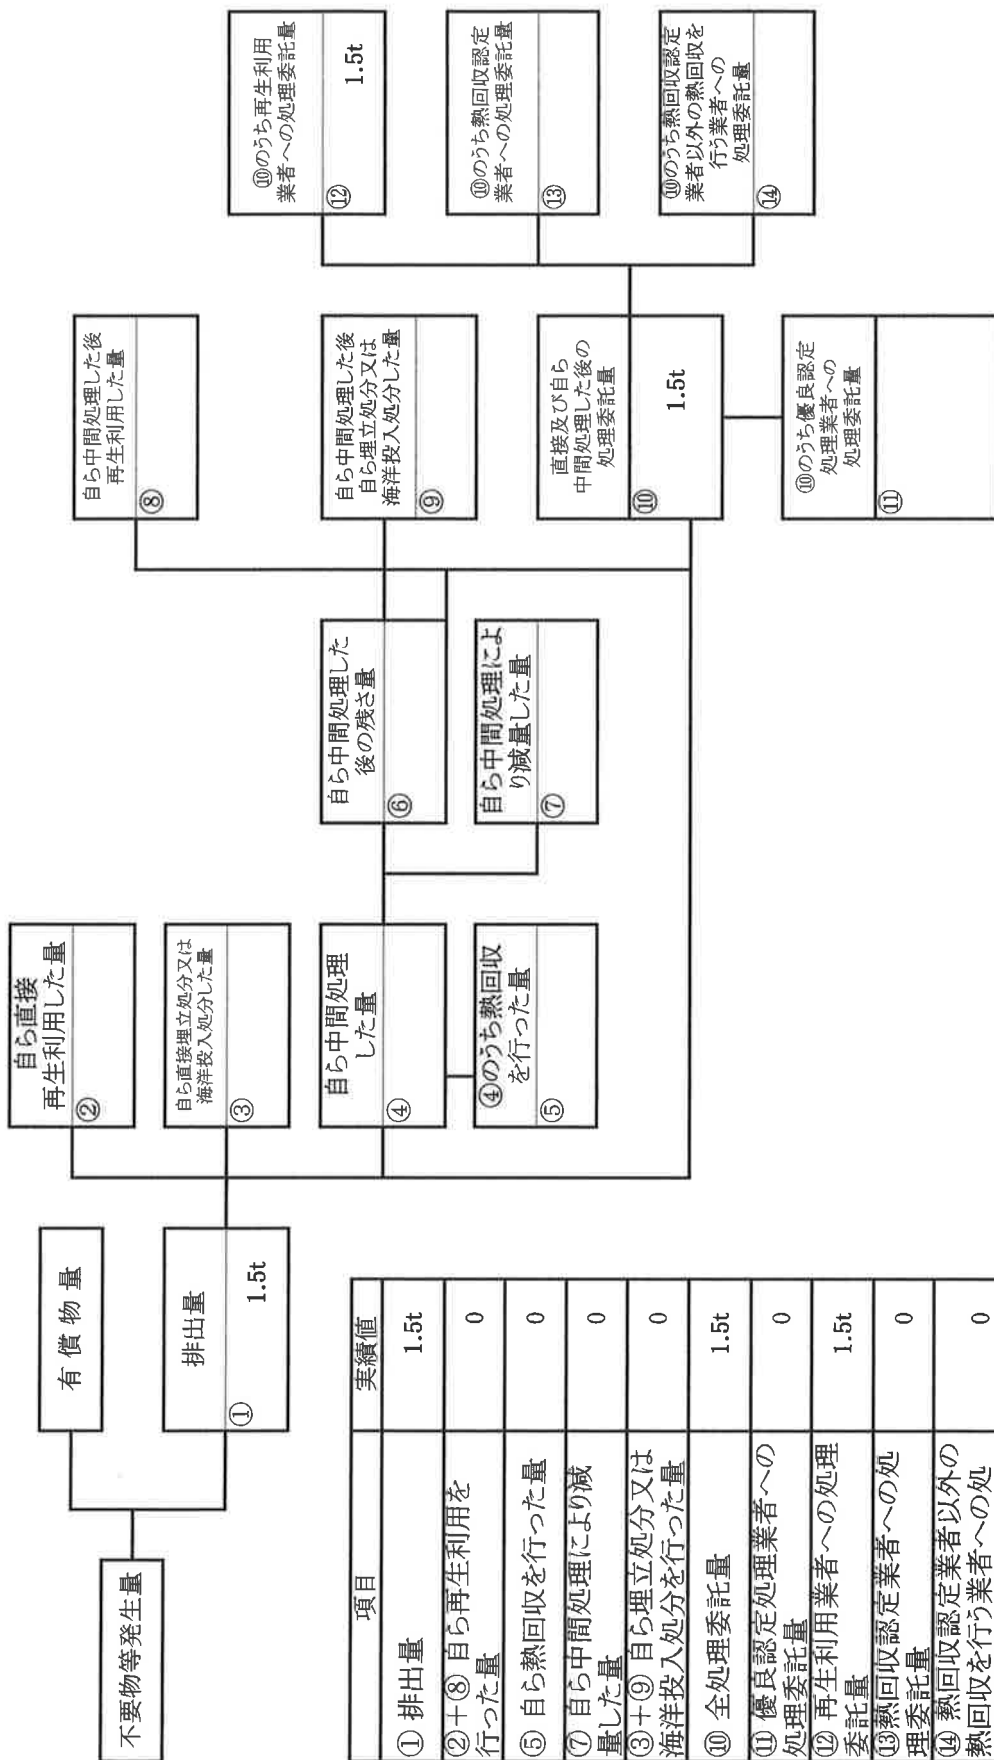 不要物等発生量
有償物量
排出量
①
1.5t
自ら直接
再生利用した量
②
自ら直接埋立処分又は
海洋投入処分した量
③
自ら中間処理
した量
④
④のうち熱回収
を行った量
⑤
自ら中間処理した
後の残さ量
⑥
自ら中間処理によ
り減量した量
⑦
自ら中間処理した後
再生利用した量
⑧
自ら中間処理した後
自ら埋立処分又は
海洋投入処分した量
⑨
直接及び自ら
中間処理した後の
処理委託量
⑩
1.5t
⑩のうち優良認定
処理業者への
処理委託量
⑪
⑩のうち再生利用
業者への処理委託量
⑫
1.5t
⑩のうち熱回収認定
業者への処理委託量
⑬
⑩のうち熱回収認定
業者以外の熱回収を
行う業者への
処理委託量
⑭
項目 実績値
① 排出量 1.5t
②+⑧ 自ら再生利用を
行った量 0
⑤ 自ら熱回収を行った量 0
⑦ 自ら中間処理により減
量した量 0
③+⑨ 自ら埋立処分又は
海洋投入処分を行った量 0
⑩ 全処理委託量 1.5t
⑪ 優良認定処理業者への
処理委託量 0
⑫ 再生利用業者への処理
委託量 1.5t
⑬熱回収認定業者への処
理委託量 0
⑭ 熱回収認定業者以外の
熱回収を行う業者への処 0